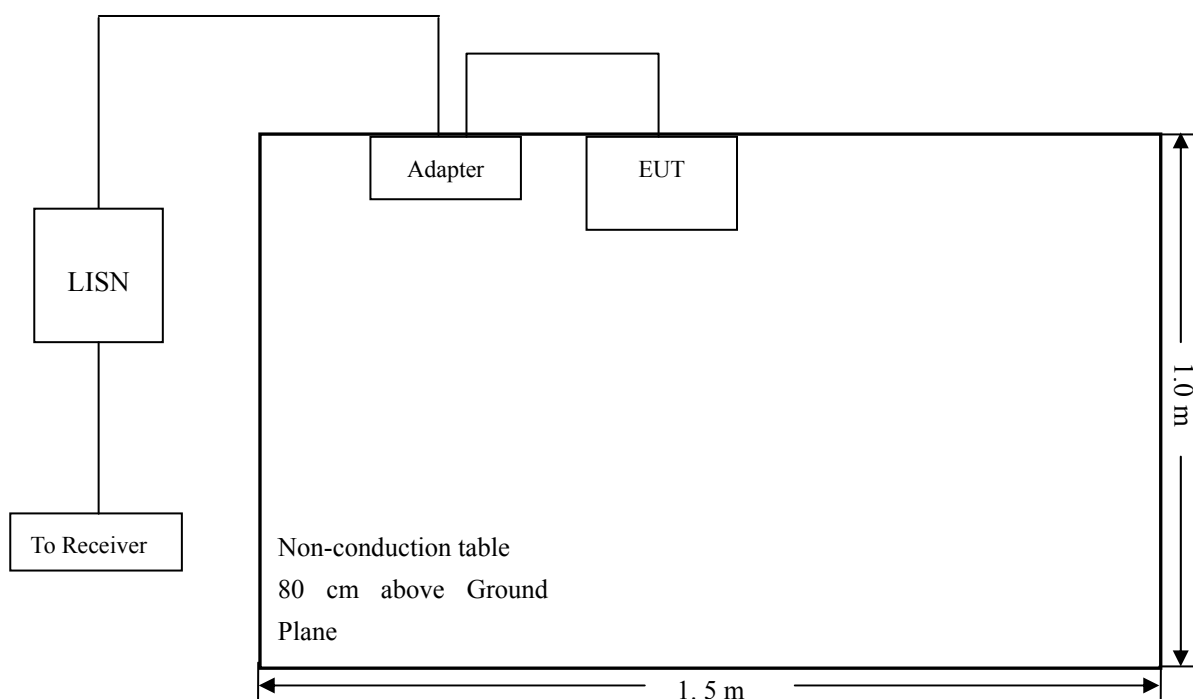 Adapter
EUT
LISN
1.0 m
To Receiver
Non-conduction table
80 cm above Ground
Plane
1. 5 m